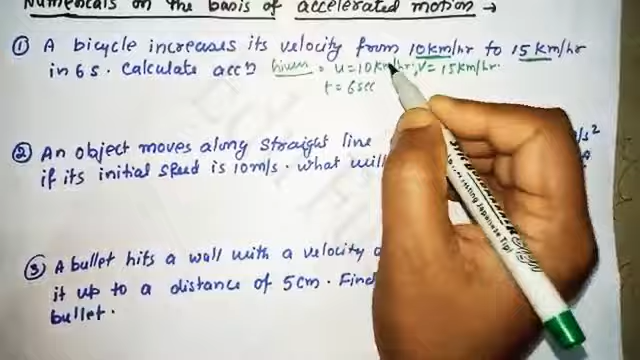 Numericals on the basis of accelerated motion →
① A bicycle increases its velocity from 10km/hr to 15km/hr
in 6s. Calculate accⁿ Given = u=10km/hr, v=15km/hr.
t=6sec
② An object moves along straight line /s²
if its initial speed is 10m/s. what will
③ A bullet hits a wall with a velocity
it up to a distance of 5cm. Find
bullet.